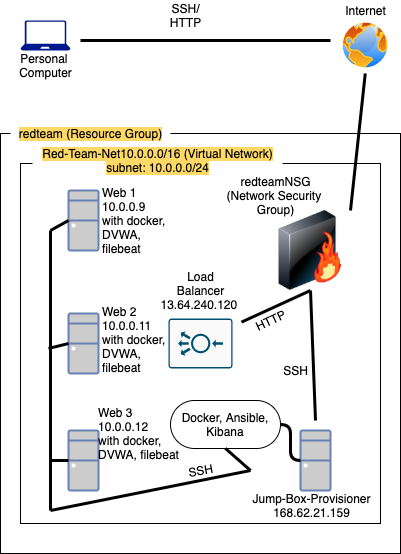 SSH/
HTTP
Personal
Computer
Internet
redteam (Resource Group)
Red-Team-Net10.0.0.0/16 (Virtual Network)
subnet: 10.0.0.0/24
redteamNSG
(Network Security
Group)
Web 1
10.0.0.9
with docker,
DVWA,
filebeat
Load
Balancer
13.64.240.120
HTTP
Web 2
10.0.0.11
with docker,
DVWA,
filebeat
SSH
Web 3
10.0.0.12
with docker,
DVWA, filebeat
Docker, Ansible,
Kibana
SSH
Jump-Box-Provisioner
168.62.21.159